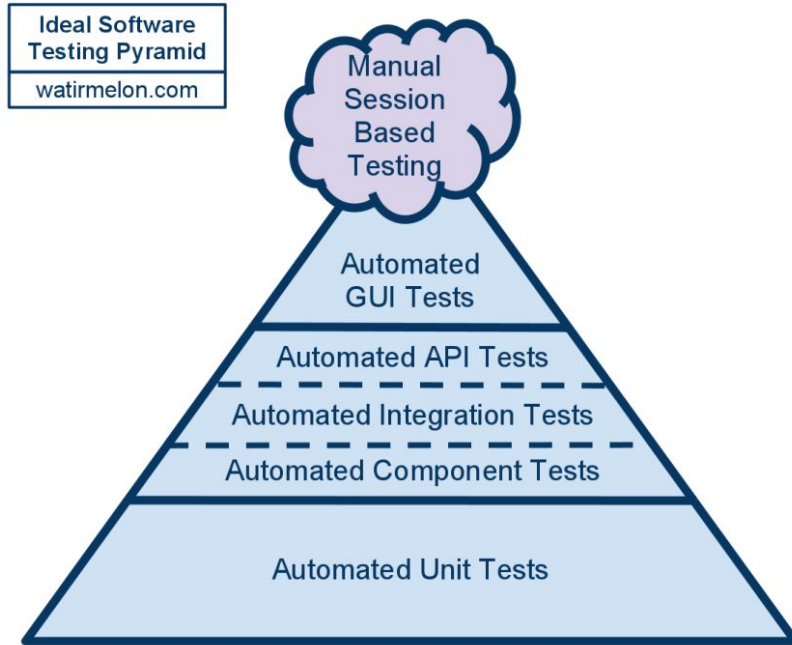 Ideal Software
Testing Pyramid
watirmelon.com
Manual
Session
Based
Testing
Automated
GUI Tests
Automated API Tests
Automated Integration Tests
Automated Component Tests
Automated Unit Tests